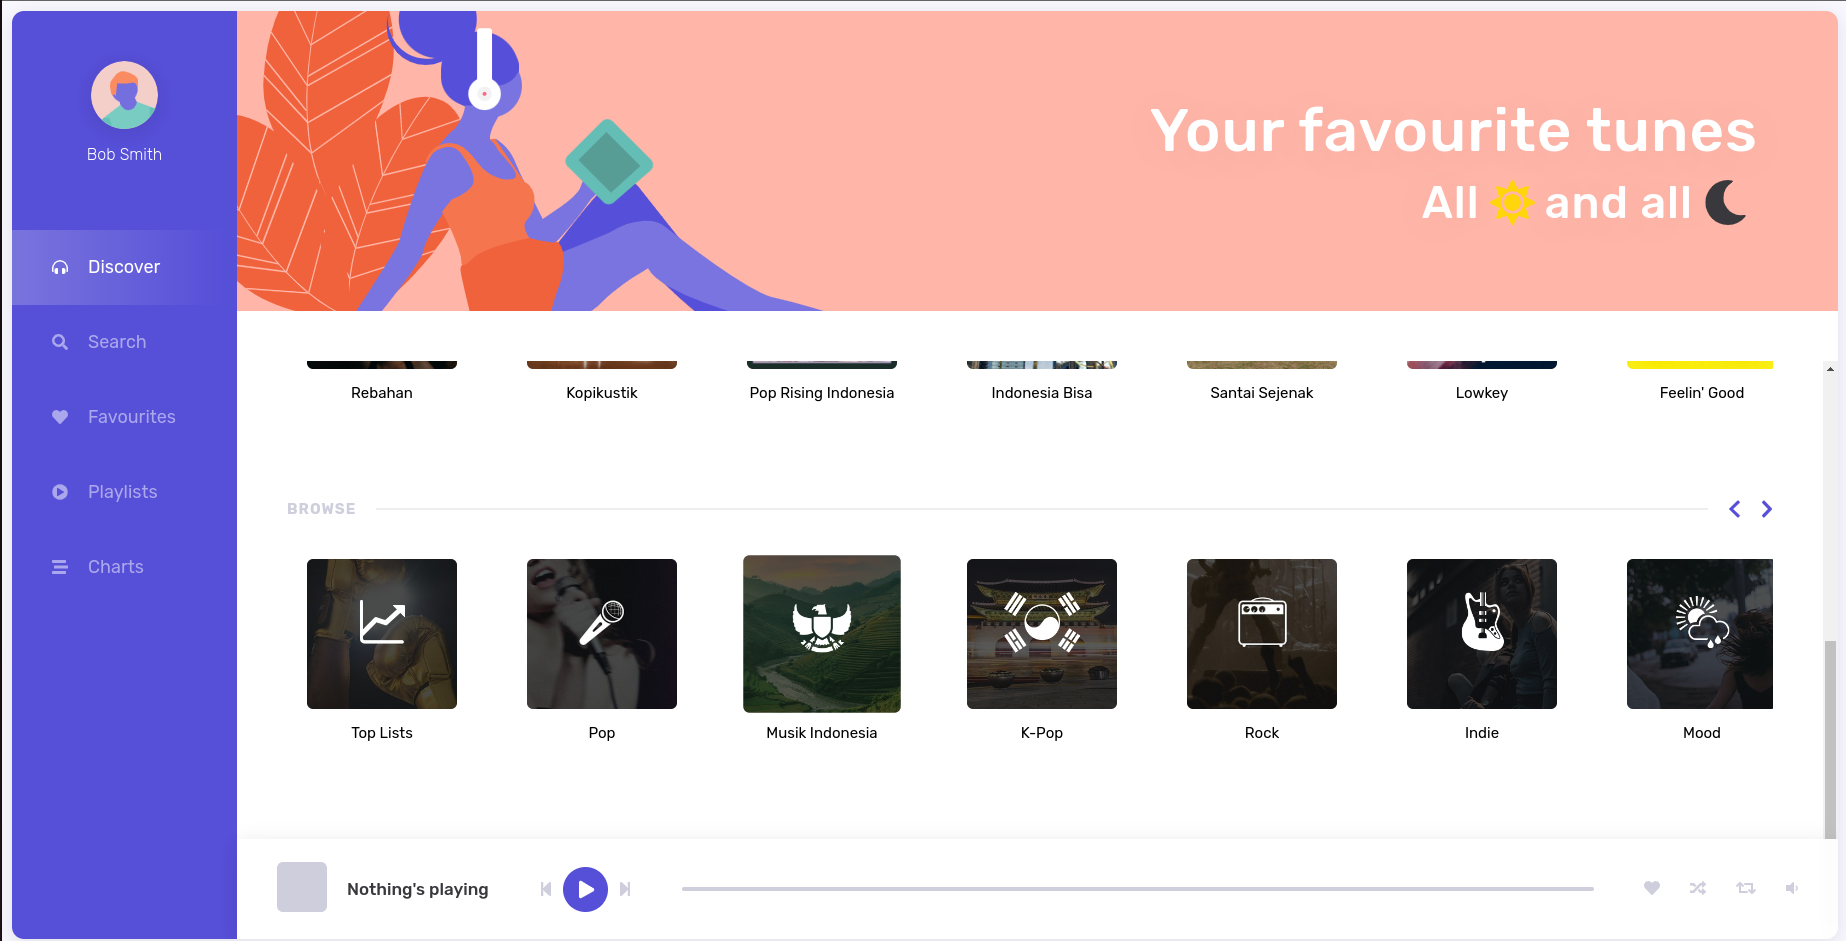 Bob Smith
Discover
Search
Favourites
Playlists
Charts
Your favourite tunes
All and all
Rebahan
Kopikustik
Pop Rising Indonesia
Indonesia Bisa
Santai Sejenak
Lowkey
Feelin' Good
BROWSE
Top Lists
Pop
Musik Indonesia
K-Pop
Rock
Indie
Mood
Nothing's playing